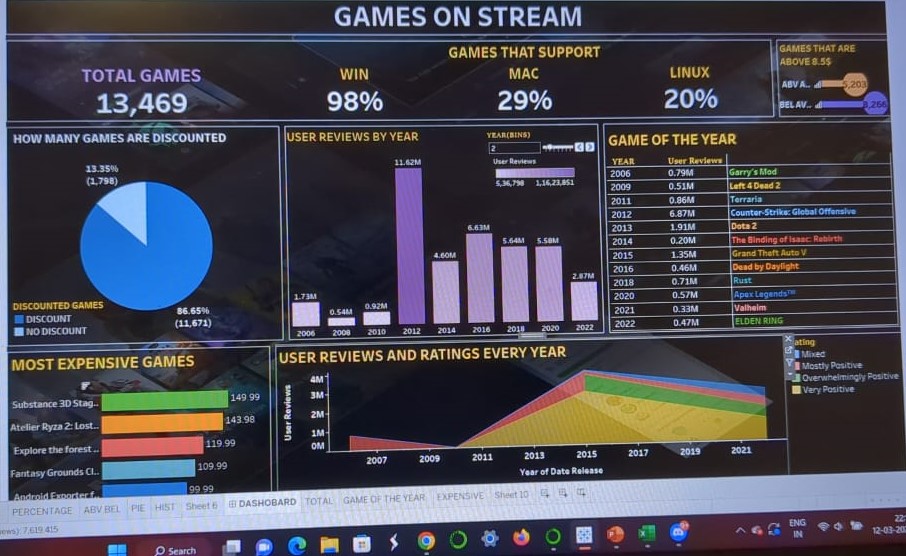 GAMES ON STREAM
TOTAL GAMES
13,469
GAMES THAT SUPPORT
WIN
98%
MAC
29%
LINUX
20%
GAMES THAT ARE
ABOVE 8.5$
ABV A..
5,203
BEL AV..
8,266
HOW MANY GAMES ARE DISCOUNTED
13.35%
(1,798)
86.65%
(11,671)
DISCOUNTED GAMES
DISCOUNT
NO DISCOUNT
USER REVIEWS BY YEAR
YEAR(BINS)
2
User Reviews
5,36,798 1,16,23,851
1.73M
0.54M
0.92M
11.62M
4.60M
6.63M
5.64M
5.58M
2.87M
2006 2008 2010 2012 2014 2016 2018 2020 2022
GAME OF THE YEAR
YEAR User Reviews
2006 0.79M Garry's Mod
2009 0.51M Left 4 Dead 2
2011 0.86M Terraria
2012 6.87M Counter-Strike: Global Offensive
2013 1.91M Dota 2
2014 0.20M The Binding of Isaac: Rebirth
2015 1.35M Grand Theft Auto V
2016 0.46M Dead by Daylight
2018 0.71M Rust
2020 0.57M Apex Legends™
2021 0.33M Valheim
2022 0.47M ELDEN RING
MOST EXPENSIVE GAMES
Substance 3D Stag.. 149.99
Atelier Ryza 2: Lost.. 143.98
Explore the forest .. 119.99
Fantasy Grounds Cl.. 109.99
Android Exporter f.. 99.99
USER REVIEWS AND RATINGS EVERY YEAR
User Reviews
4M
3M
2M
1M
0M
2007 2009 2011 2013 2015 2017 2019 2021
Year of Date Release
ating
Mixed
Mostly Positive
Overwhelmingly Positive
Very Positive
PERCENTAGE ABV BEL PIE HIST Sheet 6 DASHOBARD TOTAL GAME OF THE YEAR EXPENSIVE Sheet 10
ews): 7,619,415
Search
ENG
IN
22:
12-03-202